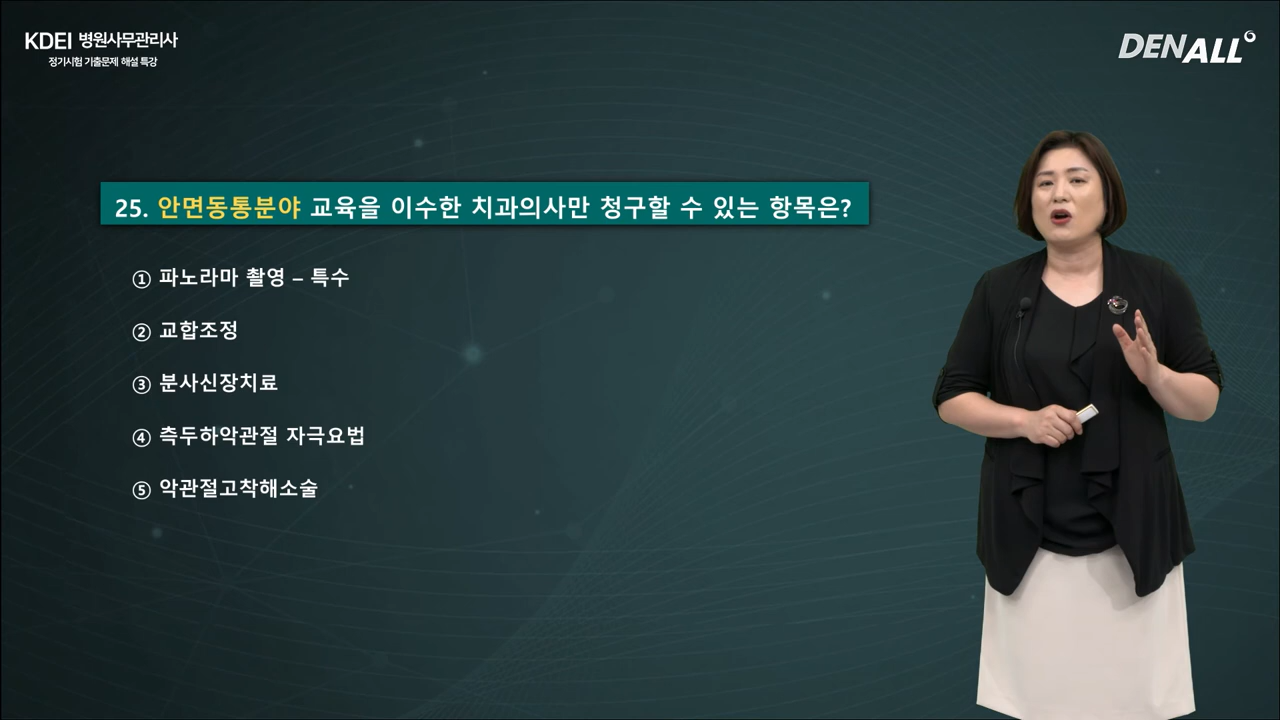 KDEI 병원사무관리사
정기시험 기출문제 해설 특강
DENALL
25. 안면동통분야 교육을 이수한 치과의사만 청구할 수 있는 항목은?
① 파노라마 촬영 – 특수
② 교합조정
③ 분사신장치료
④ 측두하악관절 자극요법
⑤ 악관절고착해소술